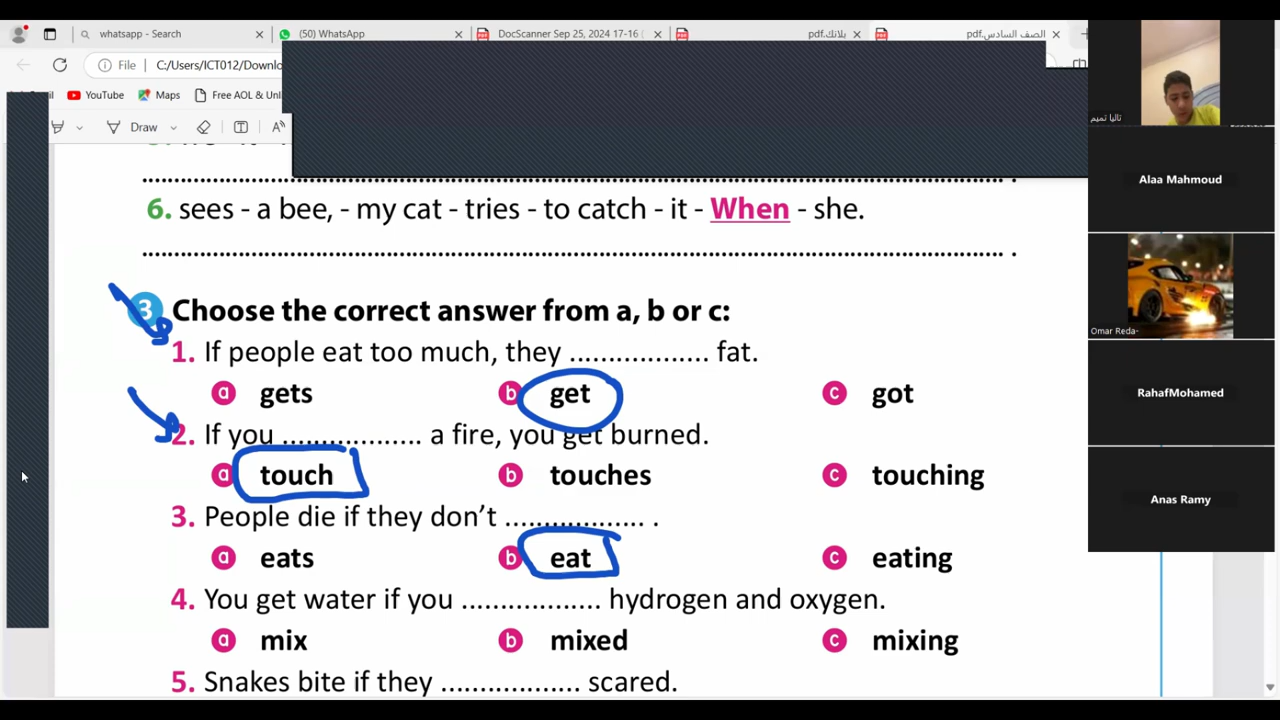 whatsapp - Search
(50) WhatsApp
DocScanner Sep 25, 2024 17-16
بلانك.pdf
الصف السادس.pdf
File
C:/Users/ICT012/Downlo
YouTube
Maps
Free AOL & Unl
Draw
6. sees - a bee, - my cat - tries - to catch - it - When - she.
3 Choose the correct answer from a, b or c:
1. If people eat too much, they .................. fat.
a gets b get c got
2. If you .................. a fire, you get burned.
a touch b touches c touching
3. People die if they don’t .................. .
a eats b eat c eating
4. You get water if you .................. hydrogen and oxygen.
a mix b mixed c mixing
5. Snakes bite if they .................. scared.
تاليا تميم
Alaa Mahmoud
Omar Reda-
RahafMohamed
Anas Ramy